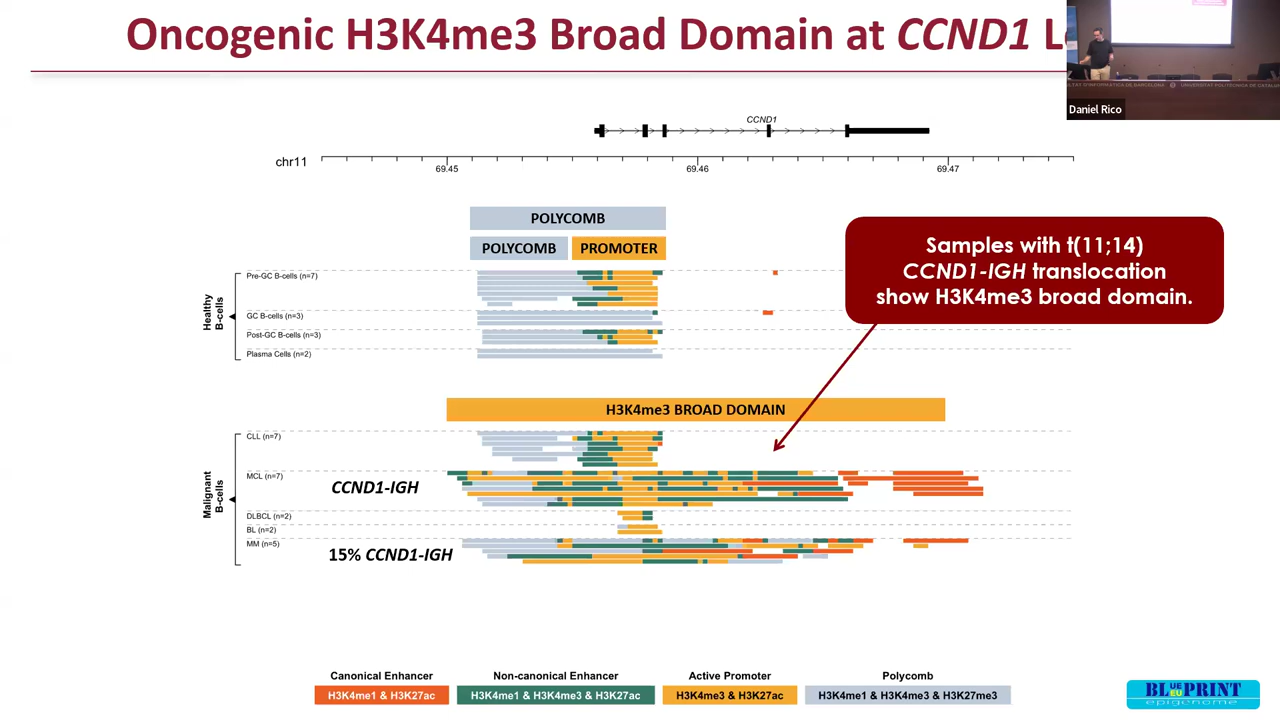 Oncogenic H3K4me3 Broad Domain at CCND1
Daniel Rico
CCND1
chr11
69.45
69.46
69.47
POLYCOMB
POLYCOMB
PROMOTER
Samples with t(11;14)
CCND1-IGH translocation
show H3K4me3 broad domain.
Healthy
B-cells
Pre-GC B-cells (n=7)
GC B-cells (n=3)
Post-GC B-cells (n=3)
Plasma Cells (n=2)
H3K4me3 BROAD DOMAIN
Malignant
B-cells
CLL (n=7)
MCL (n=7)
CCND1-IGH
DLBCL (n=2)
BL (n=2)
MM (n=5)
15% CCND1-IGH
Canonical Enhancer
H3K4me1 & H3K27ac
Non-canonical Enhancer
H3K4me1 & H3K4me3 & H3K27ac
Active Promoter
H3K4me3 & H3K27ac
Polycomb
H3K4me1 & H3K4me3 & H3K27me3
BLUEPRINT
EU
epigenome